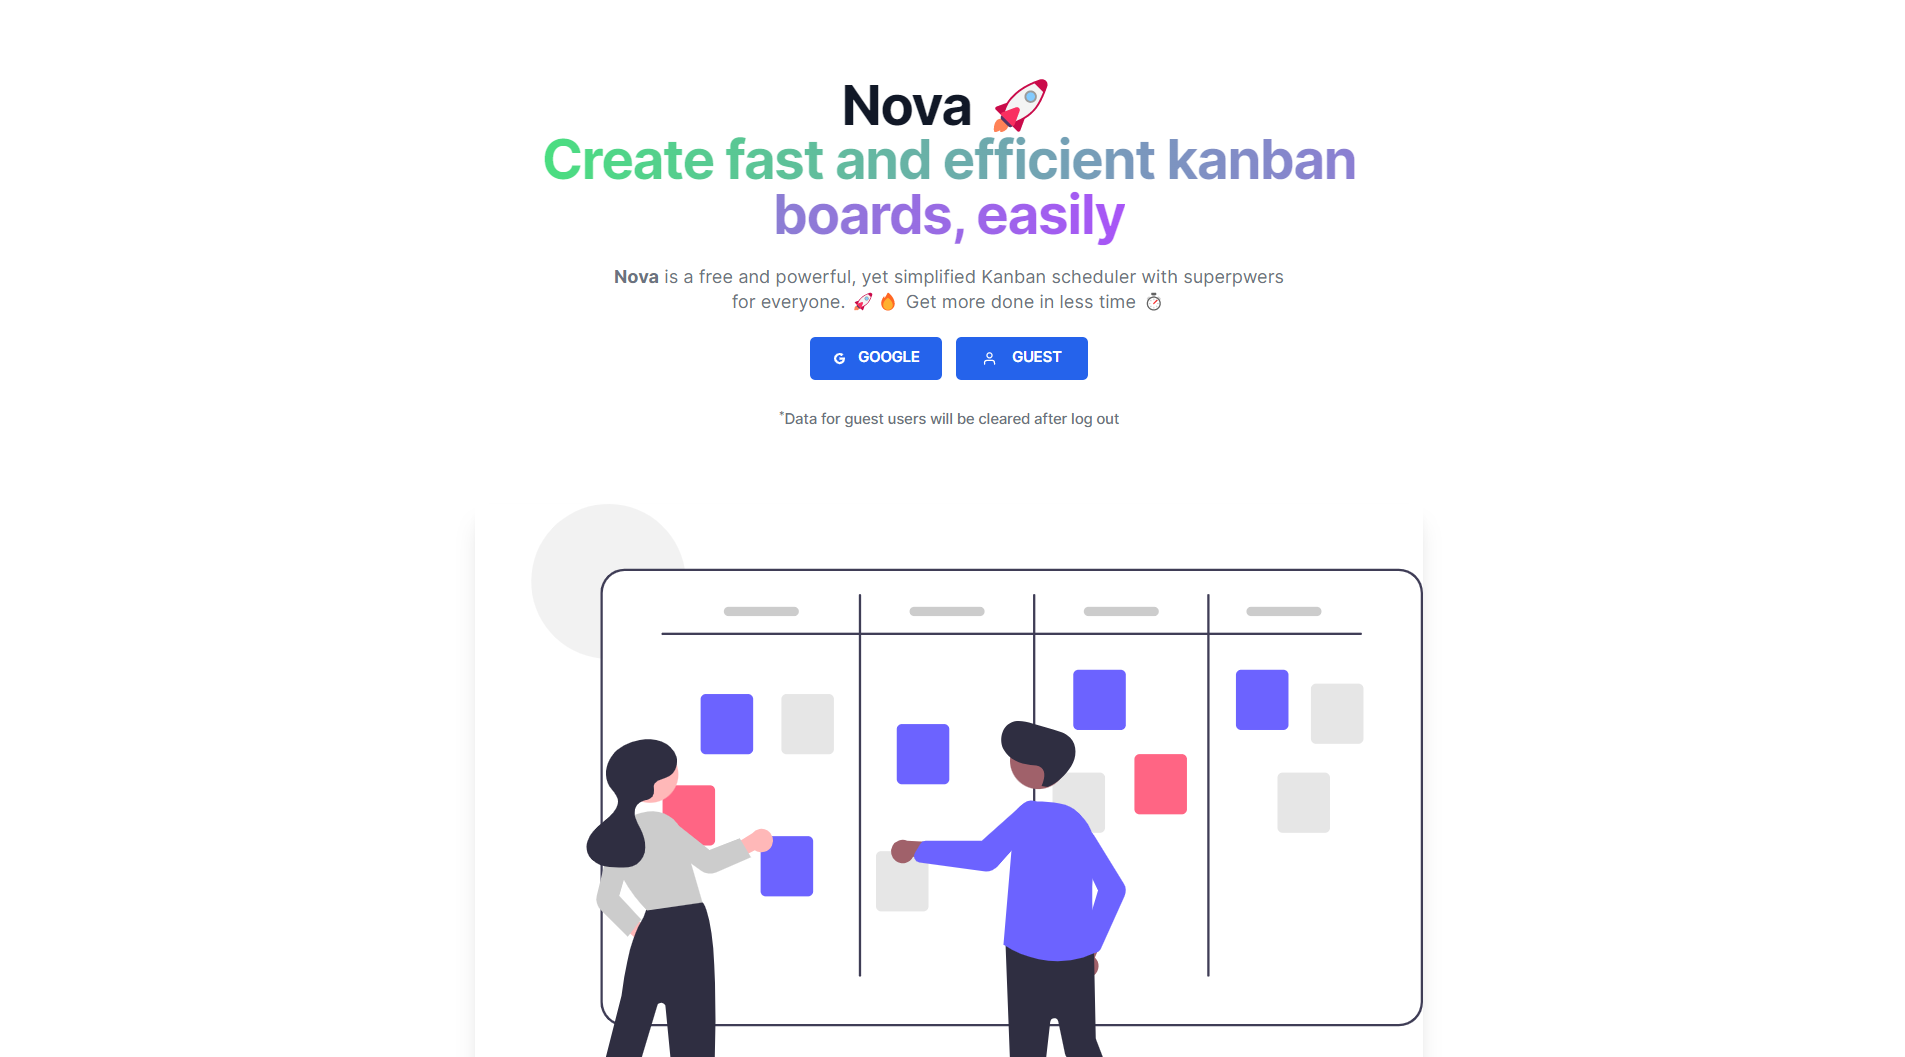 Nova 🚀
Create fast and efficient kanban
boards, easily
Nova is a free and powerful, yet simplified Kanban scheduler with superpwers
for everyone. 🚀🔥 Get more done in less time ⏱
GOOGLE
GUEST
*Data for guest users will be cleared after log out